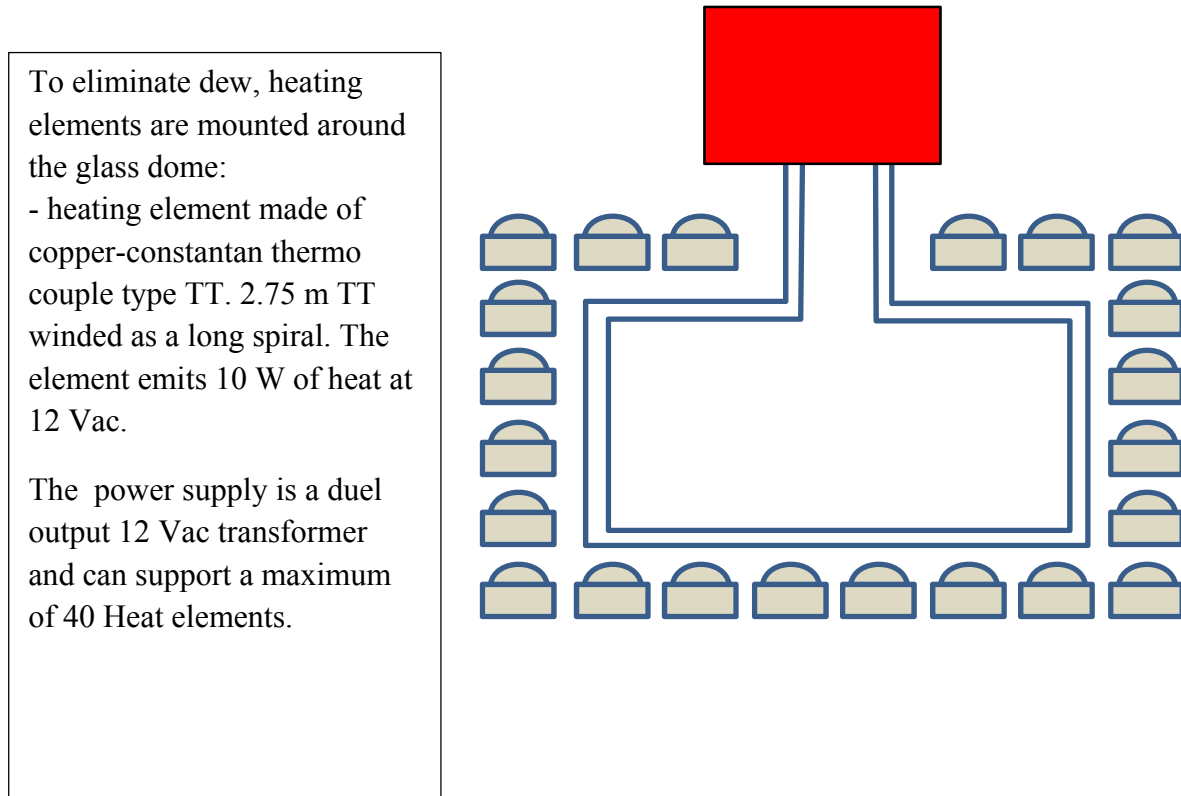 To eliminate dew, heating
elements are mounted around
the glass dome:
- heating element made of
copper-constantan thermo
couple type TT. 2.75 m TT
winded as a long spiral. The
element emits 10 W of heat at
12 Vac.
The  power supply is a duel
output 12 Vac transformer
and can support a maximum
of 40 Heat elements.